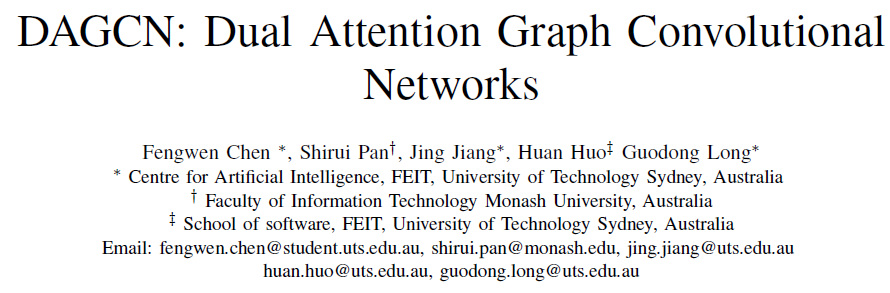 DAGCN: Dual Attention Graph Convolutional
Networks
Fengwen Chen *, Shirui Pan†, Jing Jiang*, Huan Huo‡ Guodong Long*
* Centre for Artificial Intelligence, FEIT, University of Technology Sydney, Australia
† Faculty of Information Technology Monash University, Australia
‡ School of software, FEIT, University of Technology Sydney, Australia
Email: fengwen.chen@student.uts.edu.au, shirui.pan@monash.edu, jing.jiang@uts.edu.au
huan.huo@uts.edu.au, guodong.long@uts.edu.au